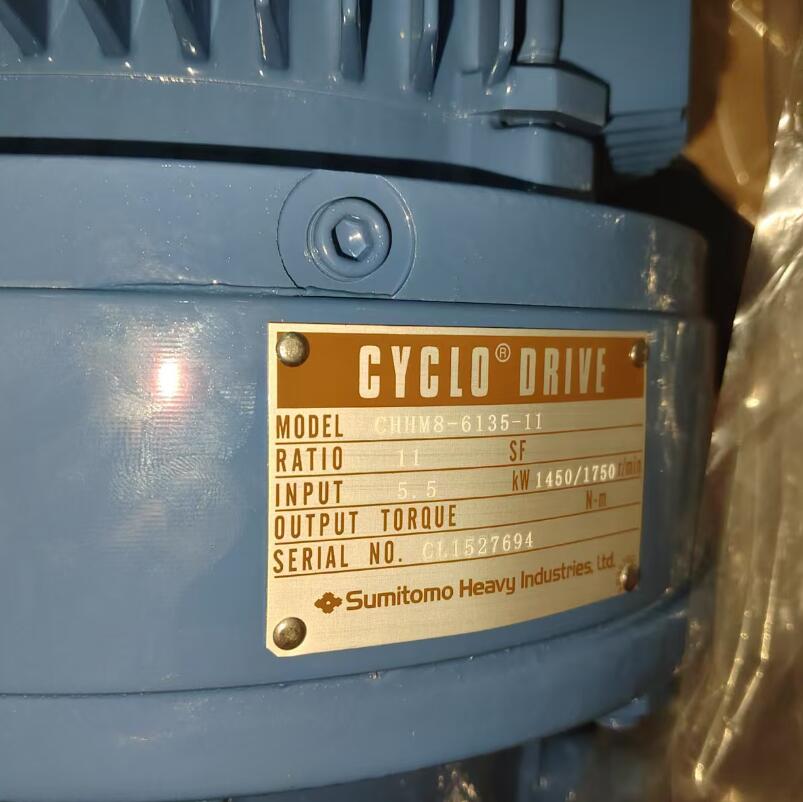 CYCLO® DRIVE
MODEL CHHM8-6135-11
RATIO 11 SF
INPUT 5.5 kW 1450/1750 r/min
OUTPUT TORQUE N-m
SERIAL NO. CL1527694
Sumitomo Heavy Industries, Ltd.